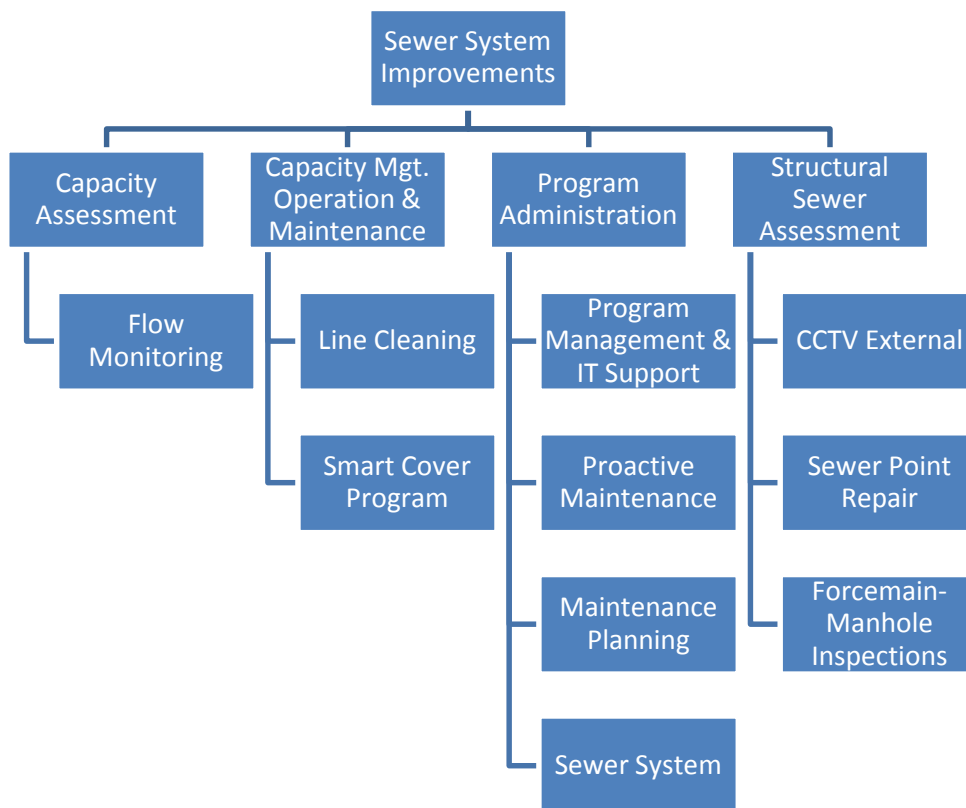 Sewer System
Improvements
Capacity
Assessment
Capacity Mgt.
Operation &
Maintenance
Program
Administration
Structural
Sewer
Assessment
Flow
Monitoring
Line Cleaning
Program
Management &
IT Support
CCTV External
Smart Cover
Program
Proactive
Maintenance
Sewer Point
Repair
Maintenance
Planning
Forcemain-
Manhole
Inspections
Sewer System